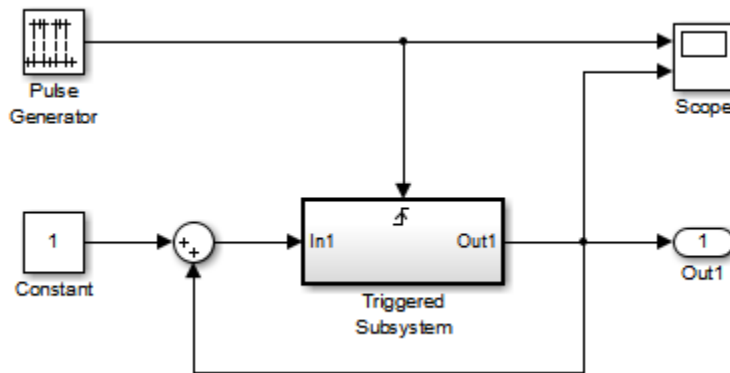 Pulse
Generator
Scope
1
Constant
In1
Out1
Triggered
Subsystem
1
Out1